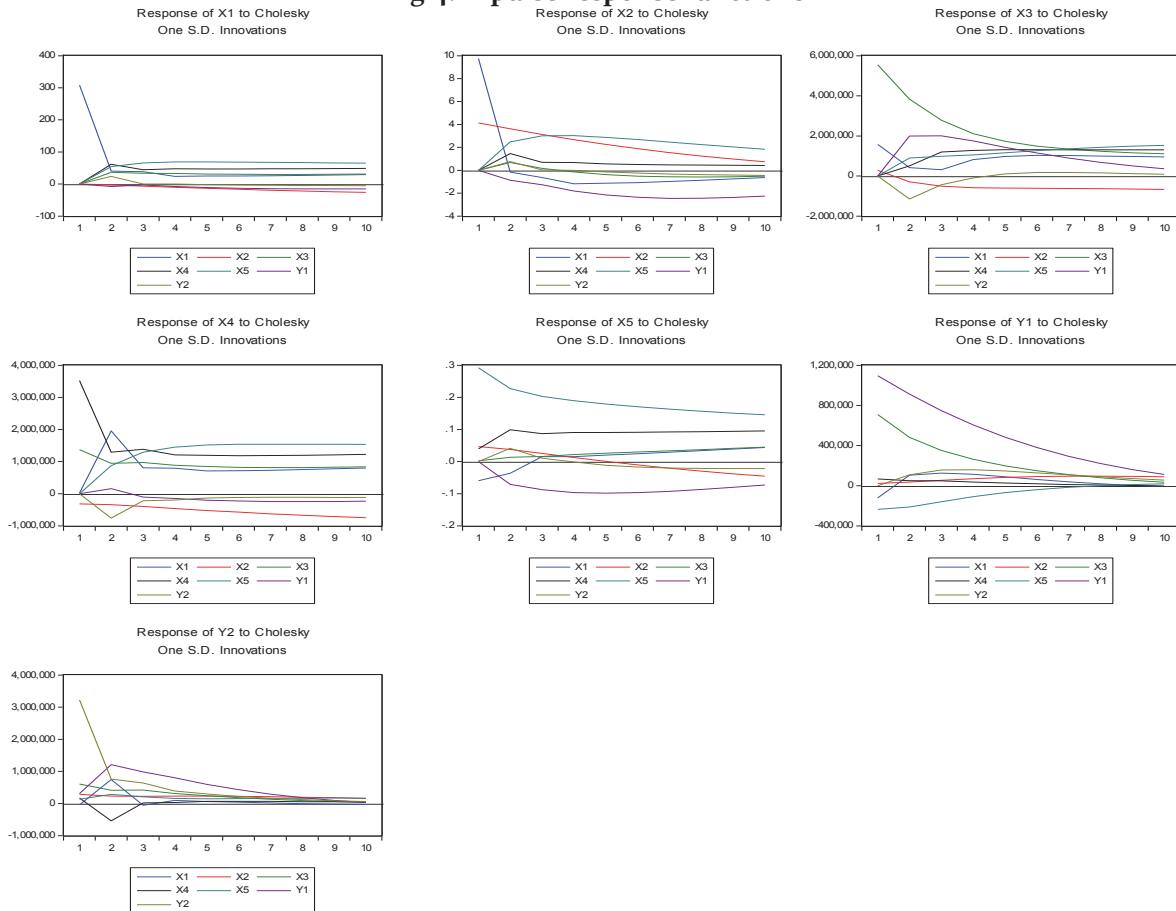 Response of X1 to Cholesky
One S.D. Innovations
400
300
200
100
0
-100
1 2 3 4 5 6 7 8 9 10
X1 X2 X3
X4 X5 Y1
Y2
Response of X2 to Cholesky
One S.D. Innovations
10
8
6
4
2
0
-2
-4
1 2 3 4 5 6 7 8 9 10
X1 X2 X3
X4 X5 Y1
Y2
Response of X3 to Cholesky
One S.D. Innovations
6,000,000
4,000,000
2,000,000
0
-2,000,000
1 2 3 4 5 6 7 8 9 10
X1 X2 X3
X4 X5 Y1
Y2
Response of X4 to Cholesky
One S.D. Innovations
4,000,000
3,000,000
2,000,000
1,000,000
0
-1,000,000
1 2 3 4 5 6 7 8 9 10
X1 X2 X3
X4 X5 Y1
Y2
Response of X5 to Cholesky
One S.D. Innovations
.3
.2
.1
.0
-.1
-.2
1 2 3 4 5 6 7 8 9 10
X1 X2 X3
X4 X5 Y1
Y2
Response of Y1 to Cholesky
One S.D. Innovations
1,200,000
800,000
400,000
0
-400,000
1 2 3 4 5 6 7 8 9 10
X1 X2 X3
X4 X5 Y1
Y2
Response of Y2 to Cholesky
One S.D. Innovations
4,000,000
3,000,000
2,000,000
1,000,000
0
-1,000,000
1 2 3 4 5 6 7 8 9 10
X1 X2 X3
X4 X5 Y1
Y2